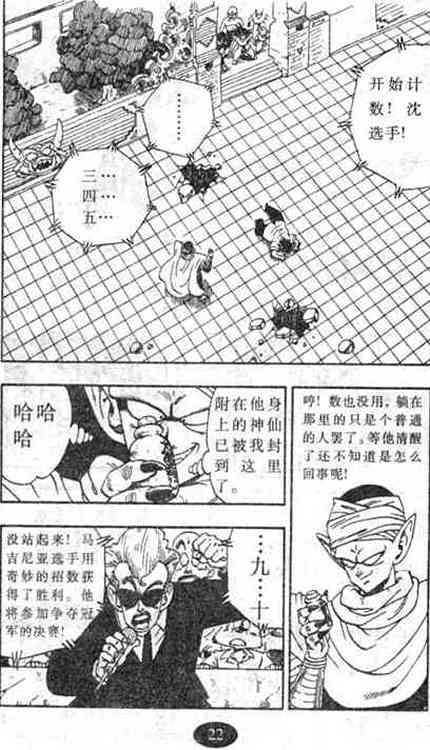 开始计
数！沈
选手！
………
三…
四…
五…
哼！数也没用，躺在
那里的只是个普通
的人罢了。等他清醒
了还不知道是怎么
回事呢！
附在他身
上的神仙
已被我封
到这里
了。
哈哈
哈
…九…十
没站起来！马
吉尼亚选手用
奇妙的招数获
得了胜利。他
将参加争夺冠
军的决赛！
22